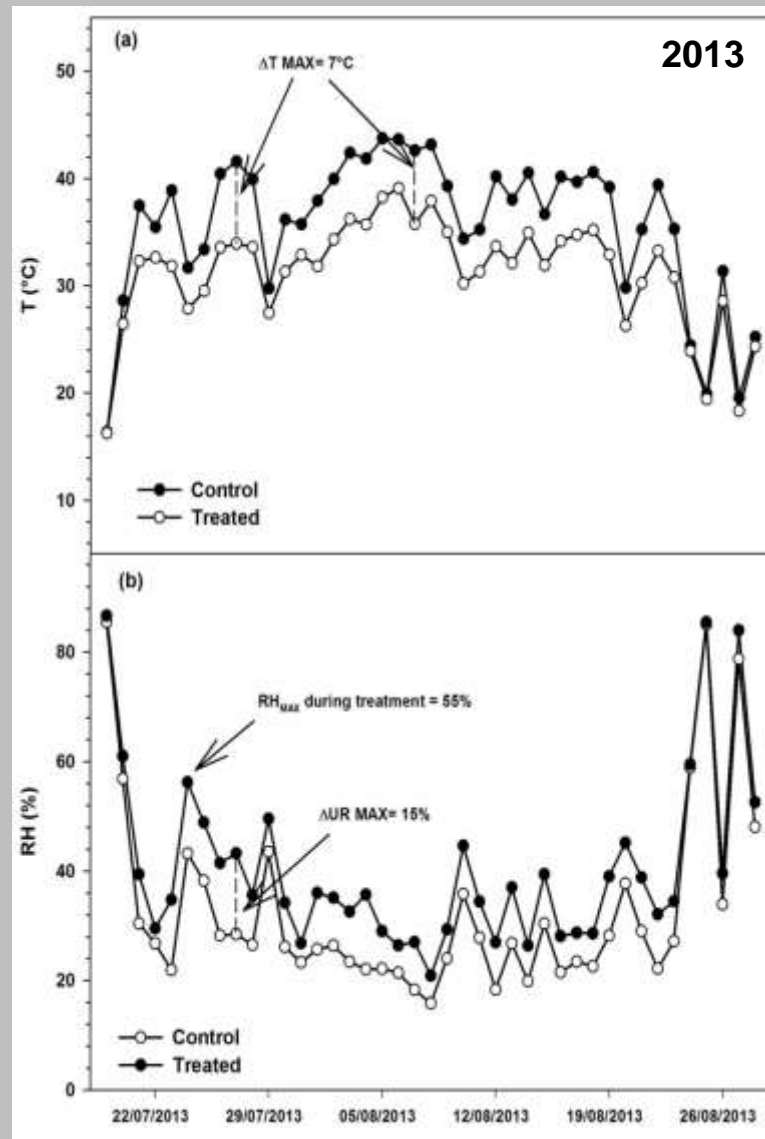 (a)
2013
ΔT MAX= 7°C
50
40
30
20
10
T (°C)
Control
Treated
(b)
RHMAX during treatment = 55%
ΔUR MAX= 15%
80
60
40
20
0
RH (%)
Control
Treated
22/07/2013 29/07/2013 05/08/2013 12/08/2013 19/08/2013 26/08/2013